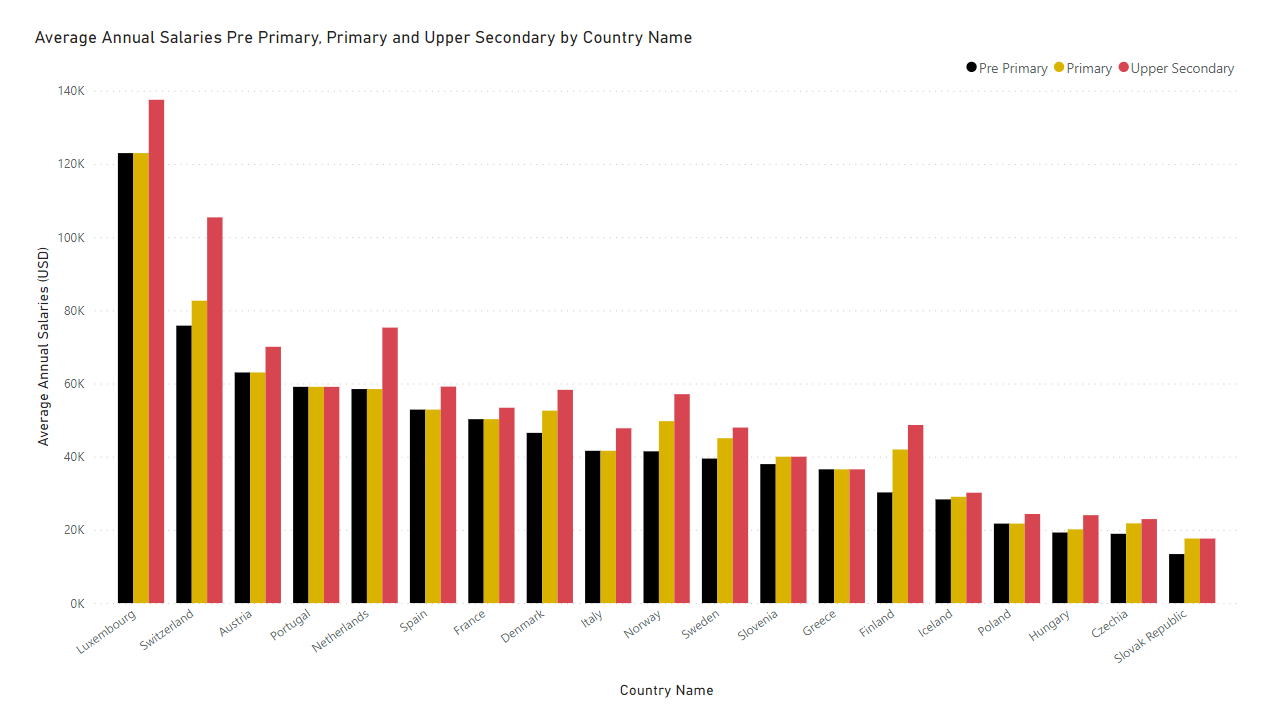 Average Annual Salaries Pre Primary, Primary and Upper Secondary by Country Name
Pre Primary Primary Upper Secondary
140K
120K
100K
80K
60K
40K
20K
0K
Average Annual Salaries (USD)
Luxembourg
Switzerland
Austria
Portugal
Netherlands
Spain
France
Denmark
Italy
Norway
Sweden
Slovenia
Greece
Finland
Iceland
Poland
Hungary
Czechia
Slovak Republic
Country Name